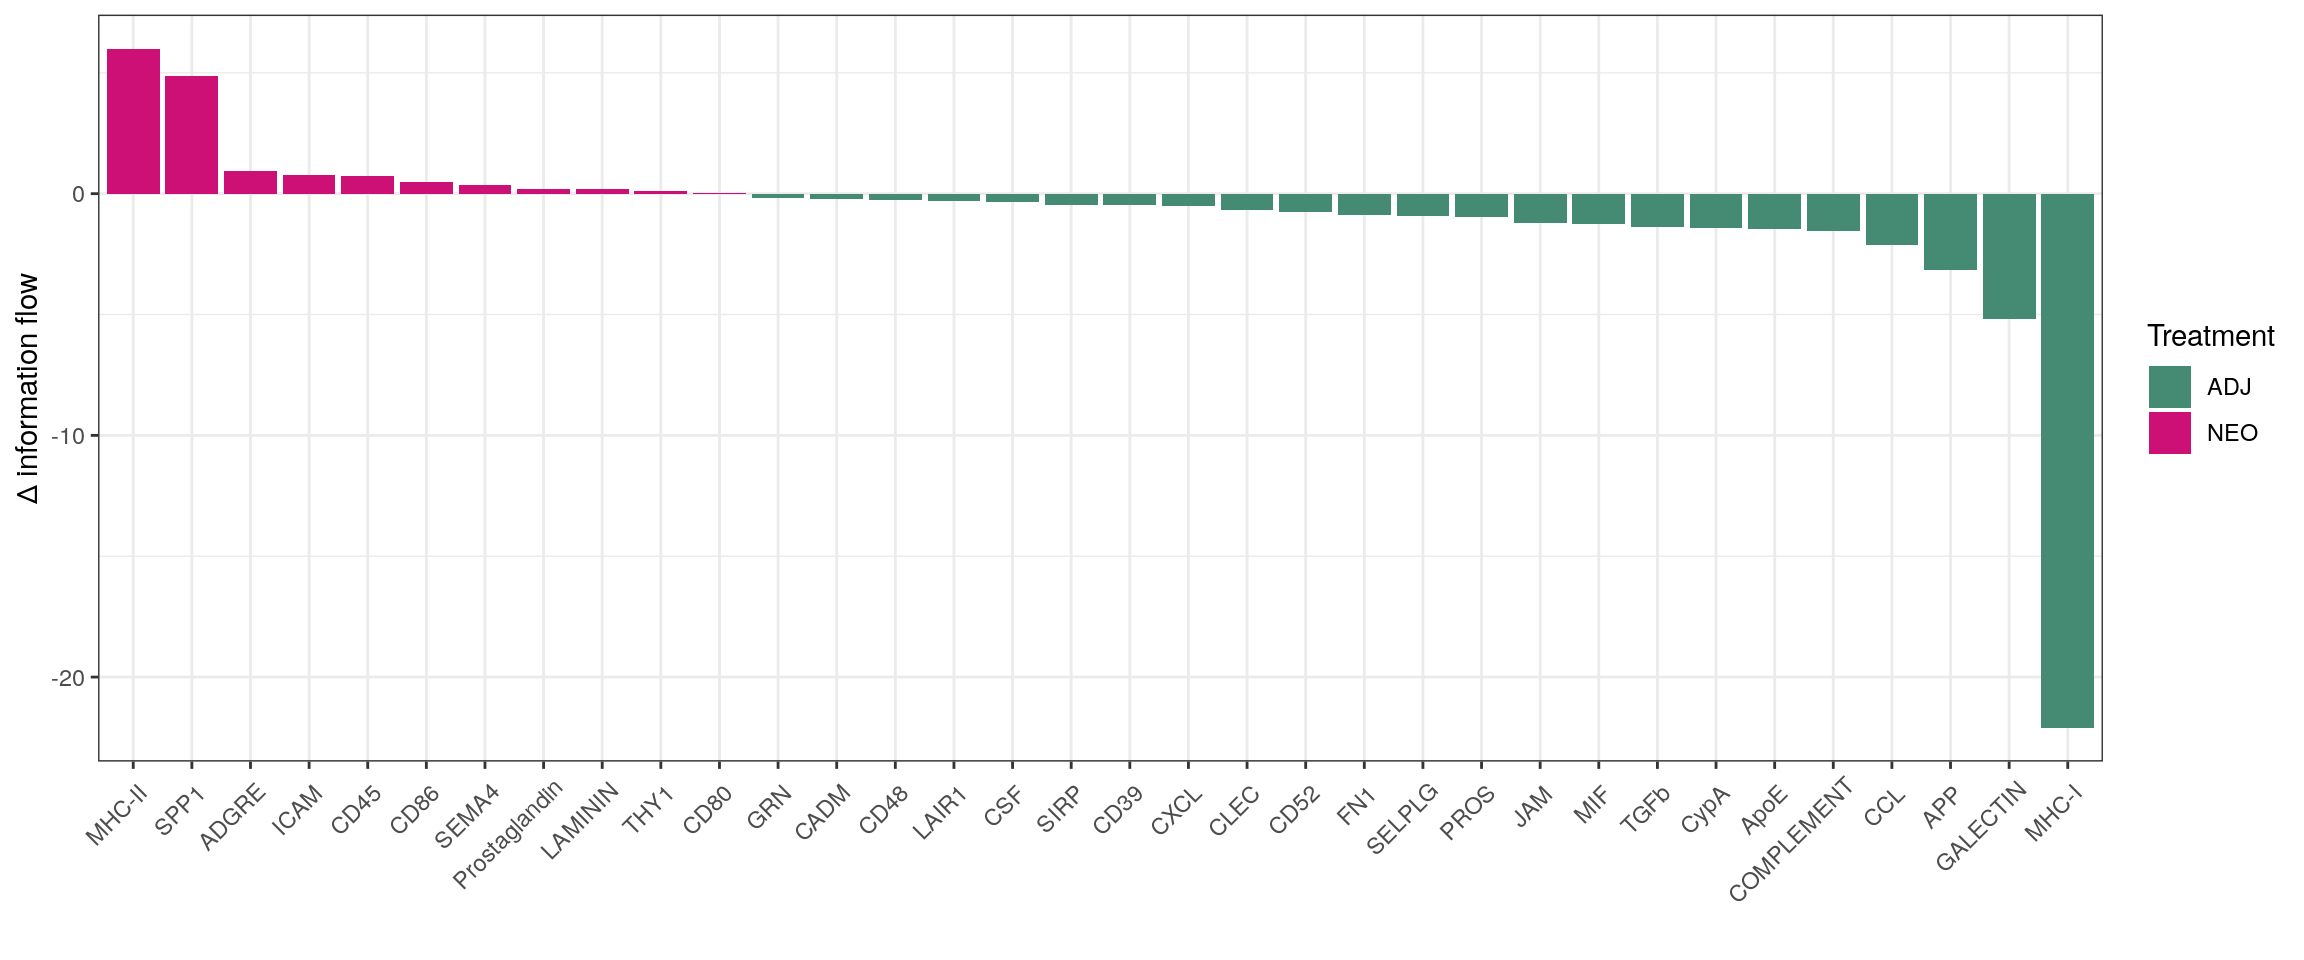 Δ information flow
0
-10
-20
MHC-II
SPP1
ADGRE
ICAM
CD45
CD86
SEMA4
Prostaglandin
LAMININ
THY1
CD80
GRN
CADM
CD48
LAIR1
CSF
SIRP
CD39
CXCL
CLEC
CD52
FN1
SELPLG
PROS
JAM
MIF
TGFb
CypA
ApoE
COMPLEMENT
CCL
APP
GALECTIN
MHC-I
Treatment
ADJ
NEO